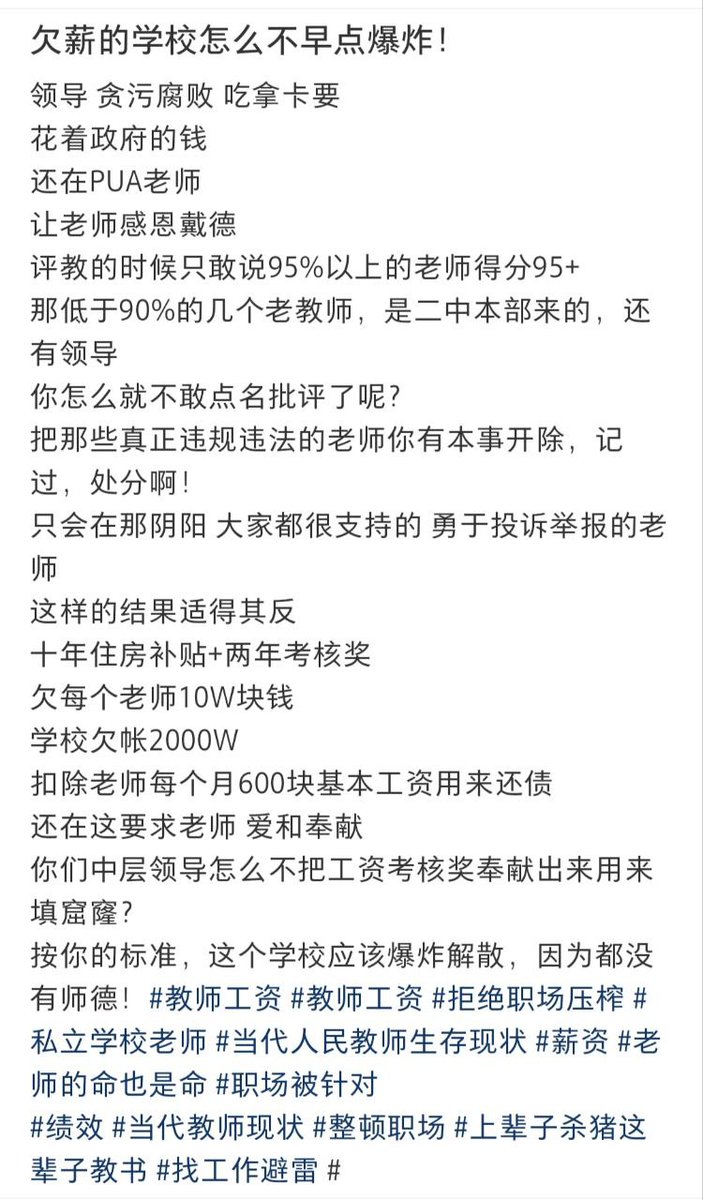 欠薪的学校怎么不早点爆炸！
领导 贪污腐败 吃拿卡要
花着政府的钱
还在PUA老师
让老师感恩戴德
评教的时候只敢说95%以上的老师得分95+
那低于90%的几个老教师，是二中本部来的，还
有领导
你怎么就不敢点名批评了呢？
把那些真正违规违法的老师你有本事开除，记
过，处分啊！
只会在那阴阳 大家都很支持的 勇于投诉举报的老
师
这样的结果适得其反
十年住房补贴+两年考核奖
欠每个老师10W块钱
学校欠帐2000W
扣除老师每个月600块基本工资用来还债
还在这要求老师 爱和奉献
你们中层领导怎么不把工资考核奖奉献出来用来
填窟窿？
按你的标准，这个学校应该爆炸解散，因为都没
有师德！#教师工资 #教师工资 #拒绝职场压榨 #
私立学校老师 #当代人民教师生存现状 #薪资 #老
师的命也是命 #职场被针对
#绩效 #当代教师现状 #整顿职场 #上辈子杀猪这
辈子教书 #找工作避雷 #